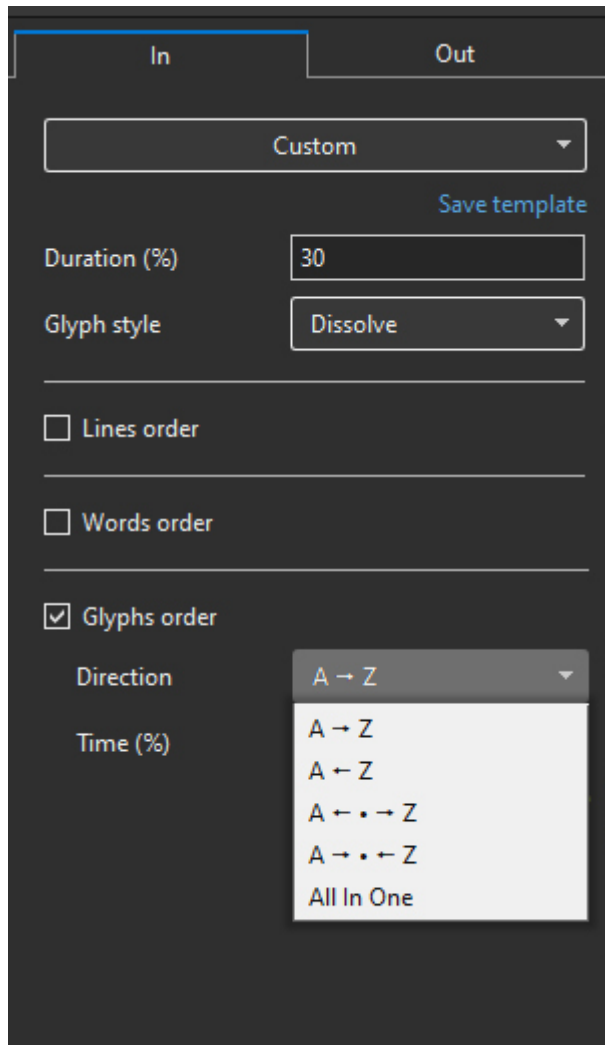 In Out
Custom
Save template
Duration (%) 30
Glyph style Dissolve
Lines order
Words order
Glyphs order
Direction A → Z
Time (%)
A → Z
A ← Z
A ← • → Z
A → • ← Z
All In One